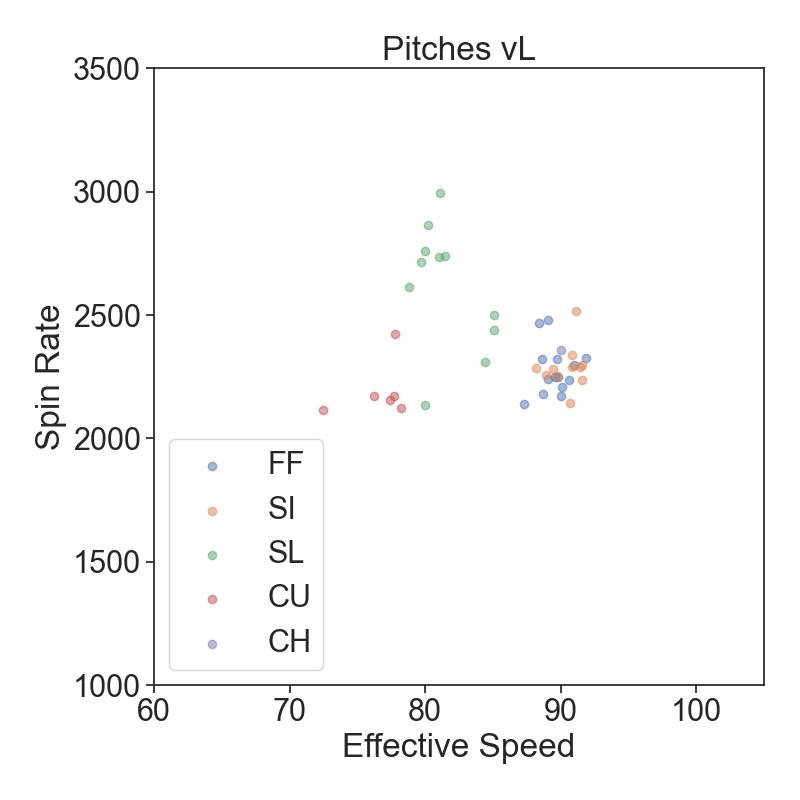 Pitches vL
3500
3000
2500
2000
1500
1000
Spin Rate
FF
SI
SL
CU
CH
60 70 80 90 100
Effective Speed